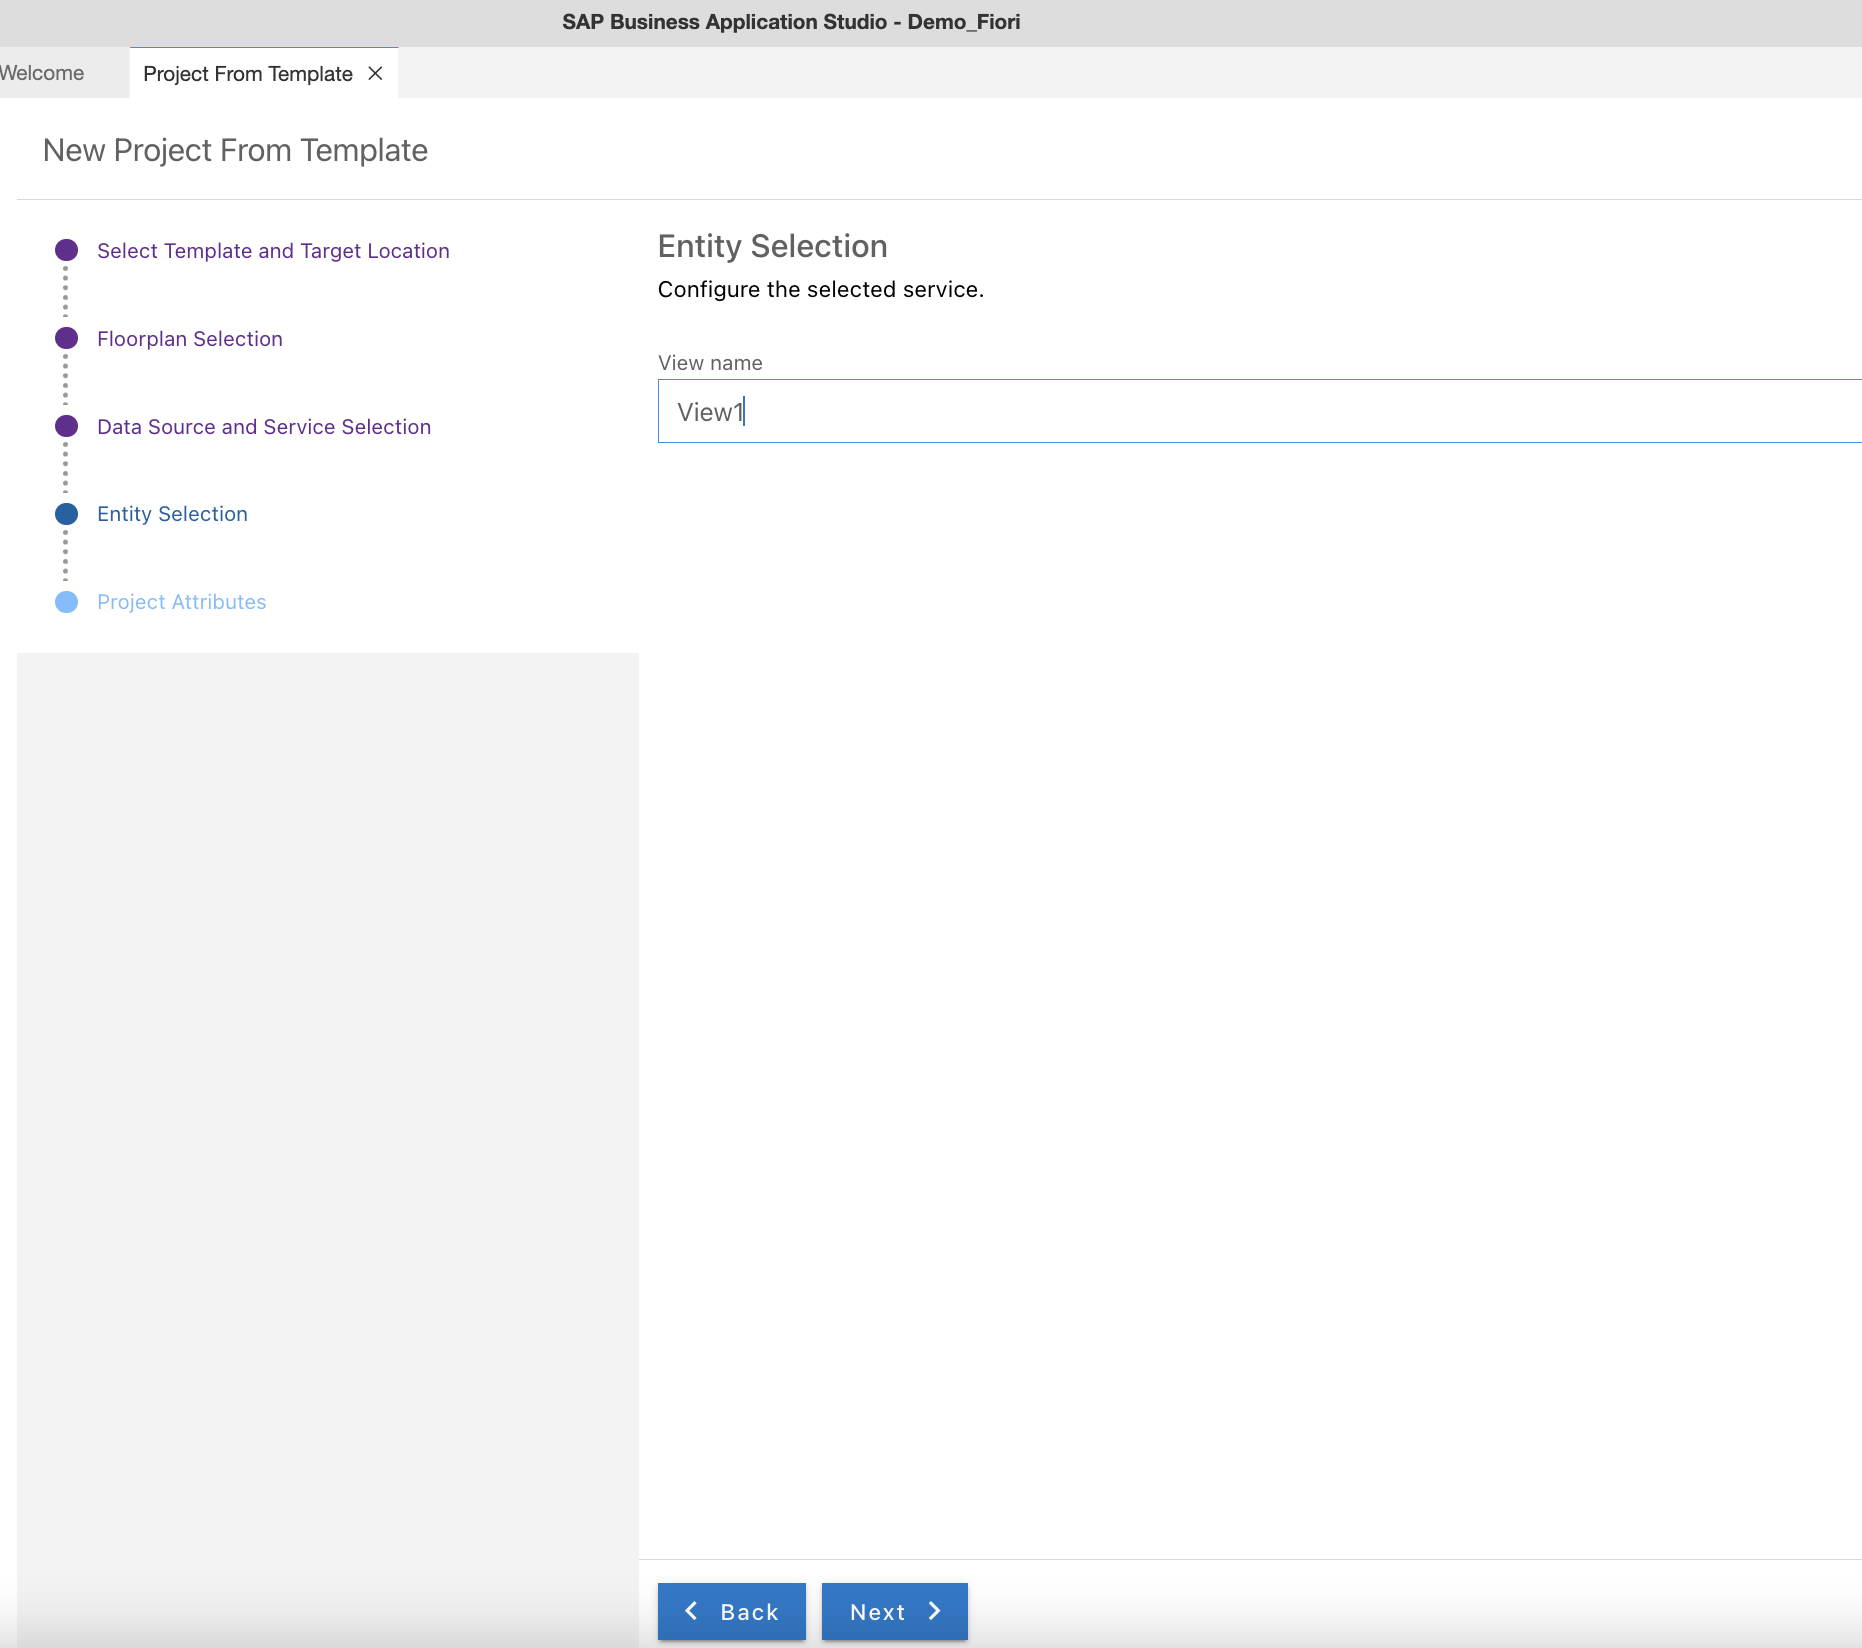 SAP Business Application Studio - Demo_Fiori
Welcome
Project From Template
New Project From Template
Select Template and Target Location
Floorplan Selection
Data Source and Service Selection
Entity Selection
Project Attributes
Entity Selection
Configure the selected service.
View name
View1
Back
Next